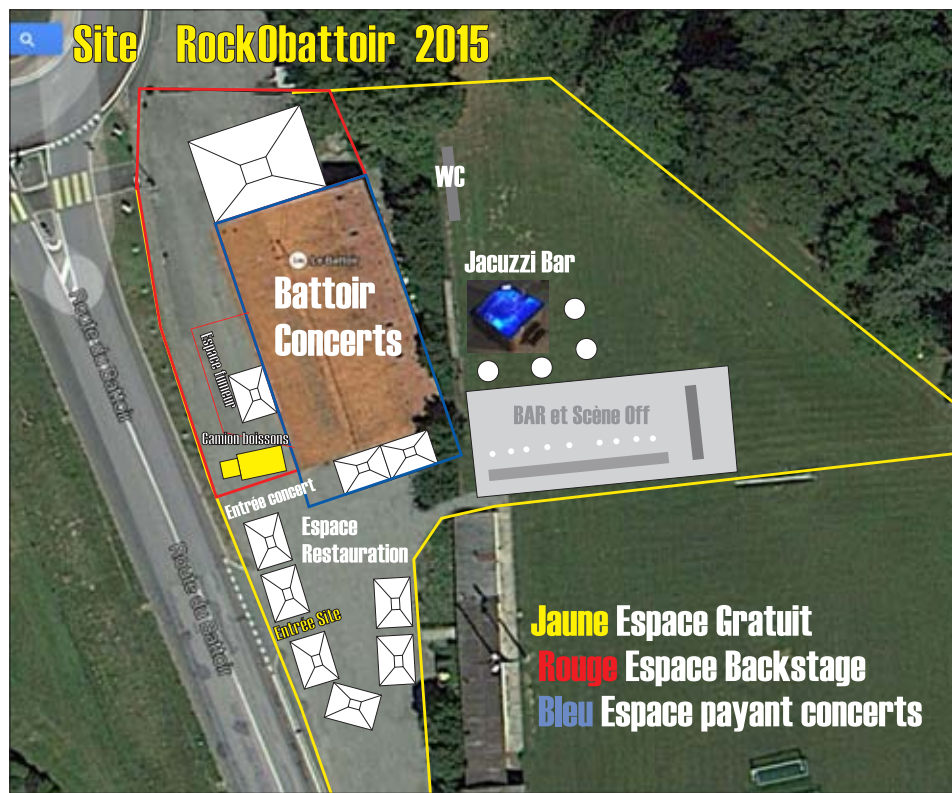 Site RockObattoir 2015
WC
Le Battoir
Jacuzzi Bar
Battoir
Concerts
Route du Battoir
Espace fumeur
BAR et Scène Off
Camion boissons
Entrée concert
Espace
Restauration
Route du Battoir
Entrée Site
Jaune Espace Gratuit
Rouge Espace Backstage
Bleu Espace payant concerts